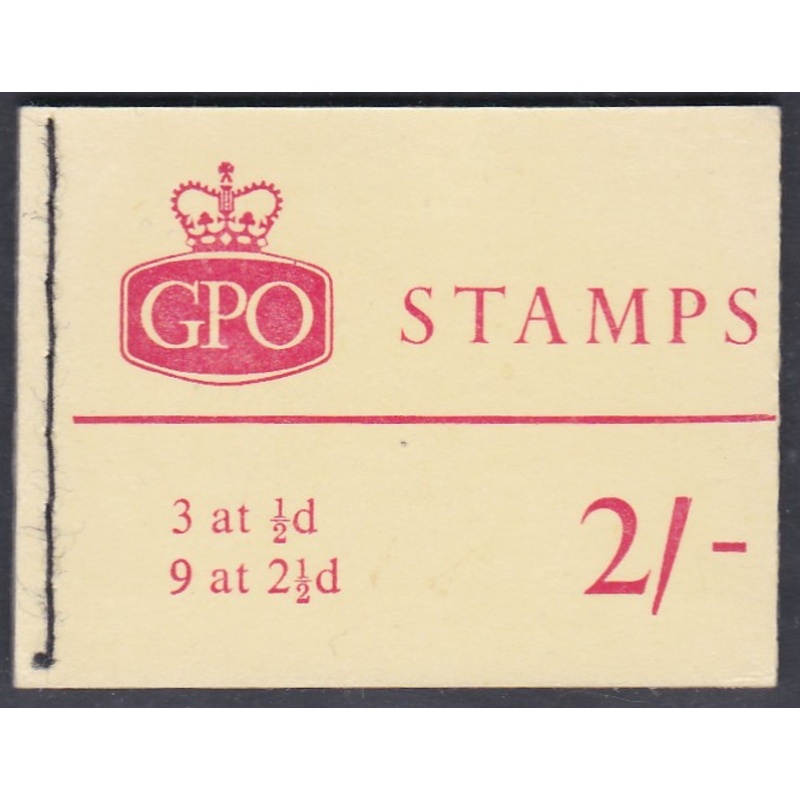 GPO
STAMPS
3 at ½d
9 at 2½d
2/-